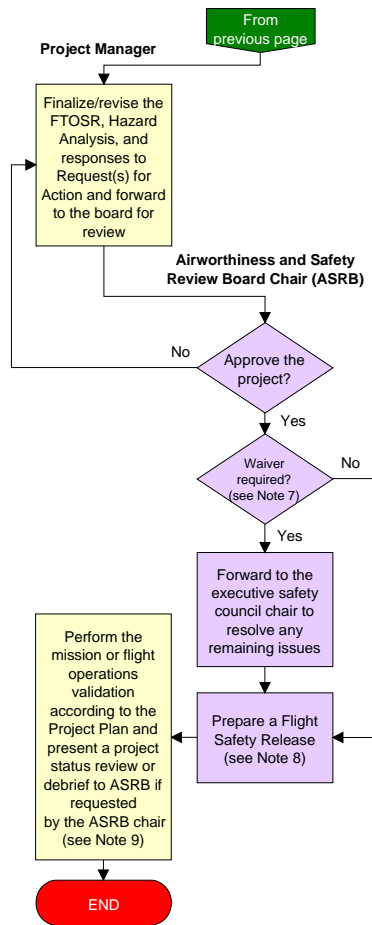 From
previous page
Project Manager
Finalize/revise the
FTOSR, Hazard
Analysis, and
responses to
Request(s) for
Action and forward
to the board for
review
Airworthiness and Safety
Review Board Chair (ASRB)
No
Approve the
project?
Yes
Waiver
required?
(see Note 7)
No
Yes
Forward to the
executive safety
council chair to
resolve any
remaining issues
Perform the
mission or flight
operations
validation
according to the
Project Plan and
present a project
status review or
debrief to ASRB if
requested
by the ASRB chair
(see Note 9)
Prepare a Flight
Safety Release
(see Note 8)
END